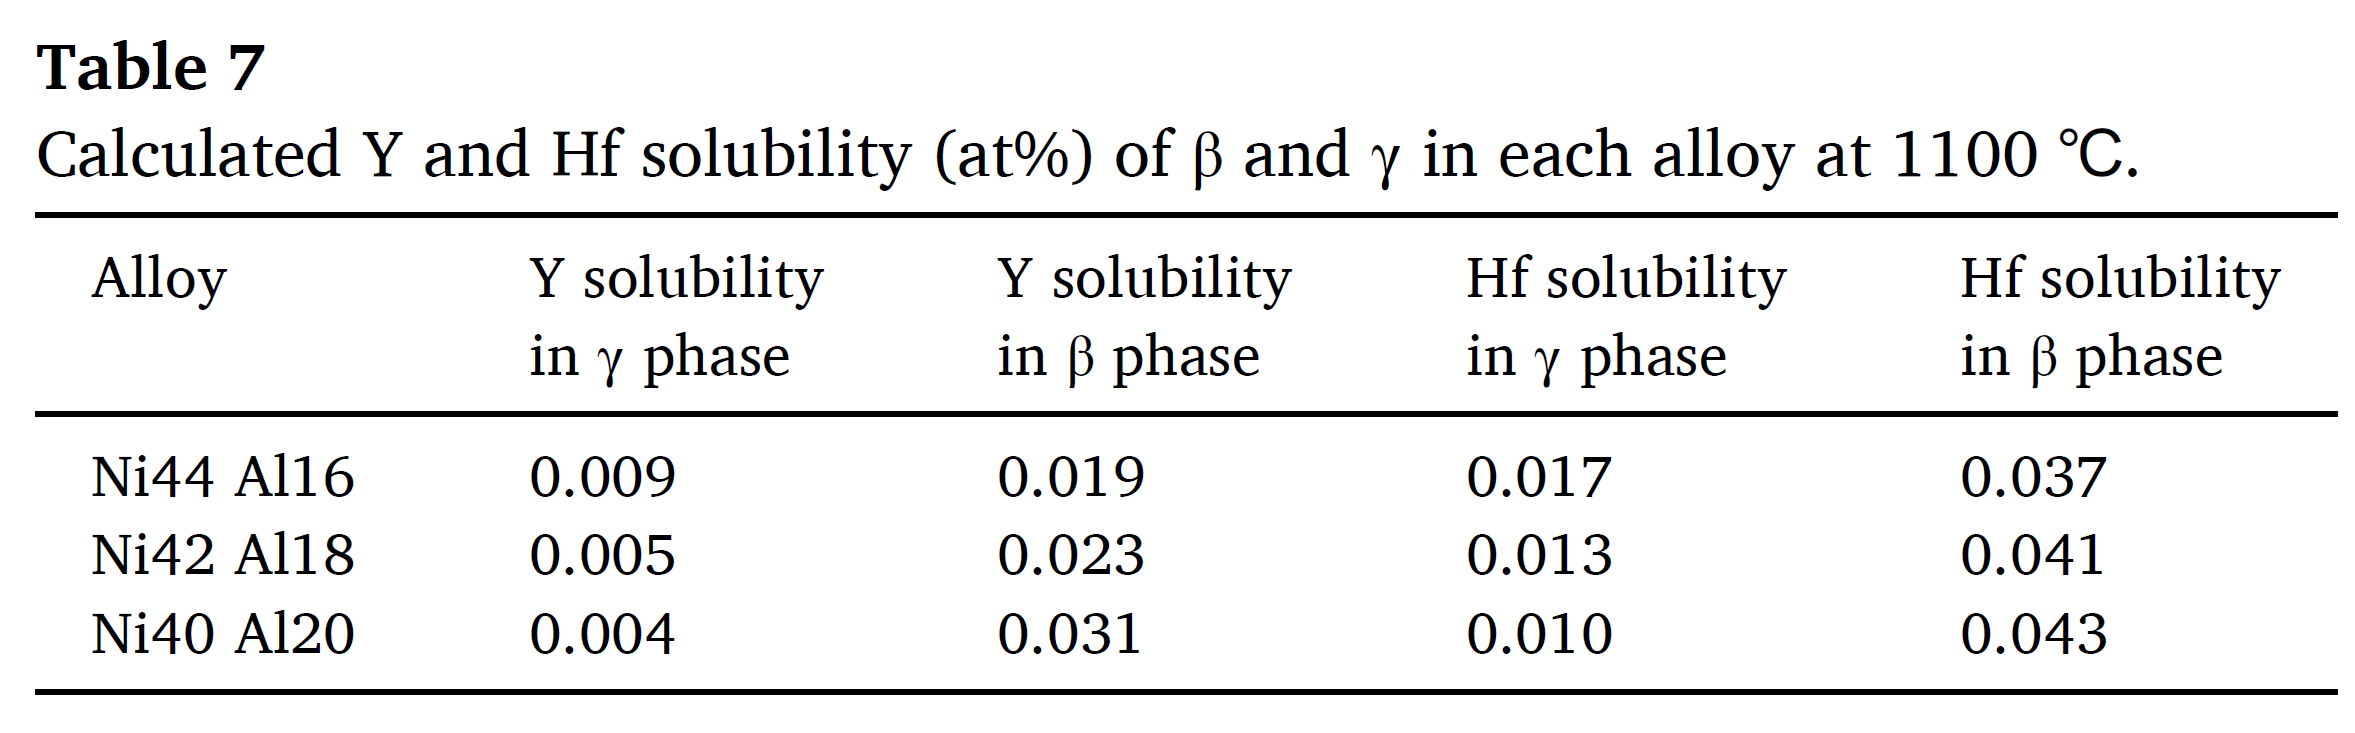 Table 7
Calculated Y and Hf solubility (at%) of β and γ in each alloy at 1100 ℃.
Alloy Y solubility in γ phase Y solubility in β phase Hf solubility in γ phase Hf solubility in β phase
Ni44 Al16 0.009 0.019 0.017 0.037
Ni42 Al18 0.005 0.023 0.013 0.041
Ni40 Al20 0.004 0.031 0.010 0.043